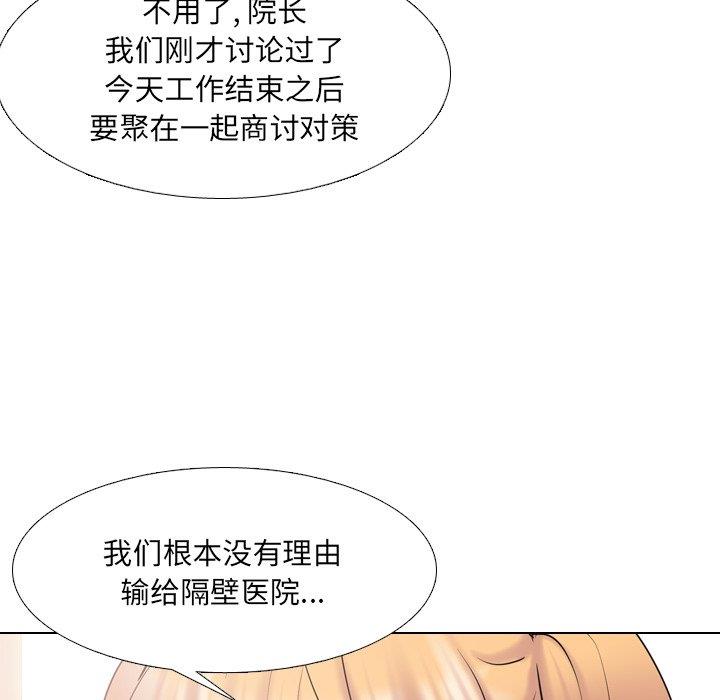 不用了,院长
我们刚才讨论过了
今天工作结束之后
要聚在一起商讨对策
我们根本没有理由
输给隔壁医院...